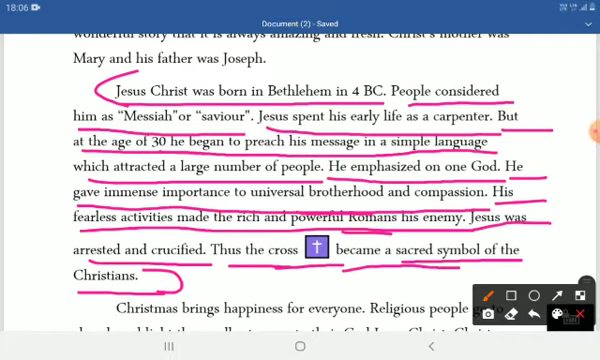 18:06
Document (2) - Saved
wonderful story that it is always amazing and fresh. Christ's mother was
Mary and his father was Joseph.
Jesus Christ was born in Bethlehem in 4 BC. People considered
him as "Messiah"or "saviour". Jesus spent his early life as a carpenter. But
at the age of 30 he began to preach his message in a simple language
which attracted a large number of people. He emphasized on one God. He
gave immense importance to universal brotherhood and compassion. His
fearless activities made the rich and powerful Romans his enemy. Jesus was
arrested and crucified. Thus the cross became a sacred symbol of the
Christians.
Christmas brings happiness for everyone. Religious people